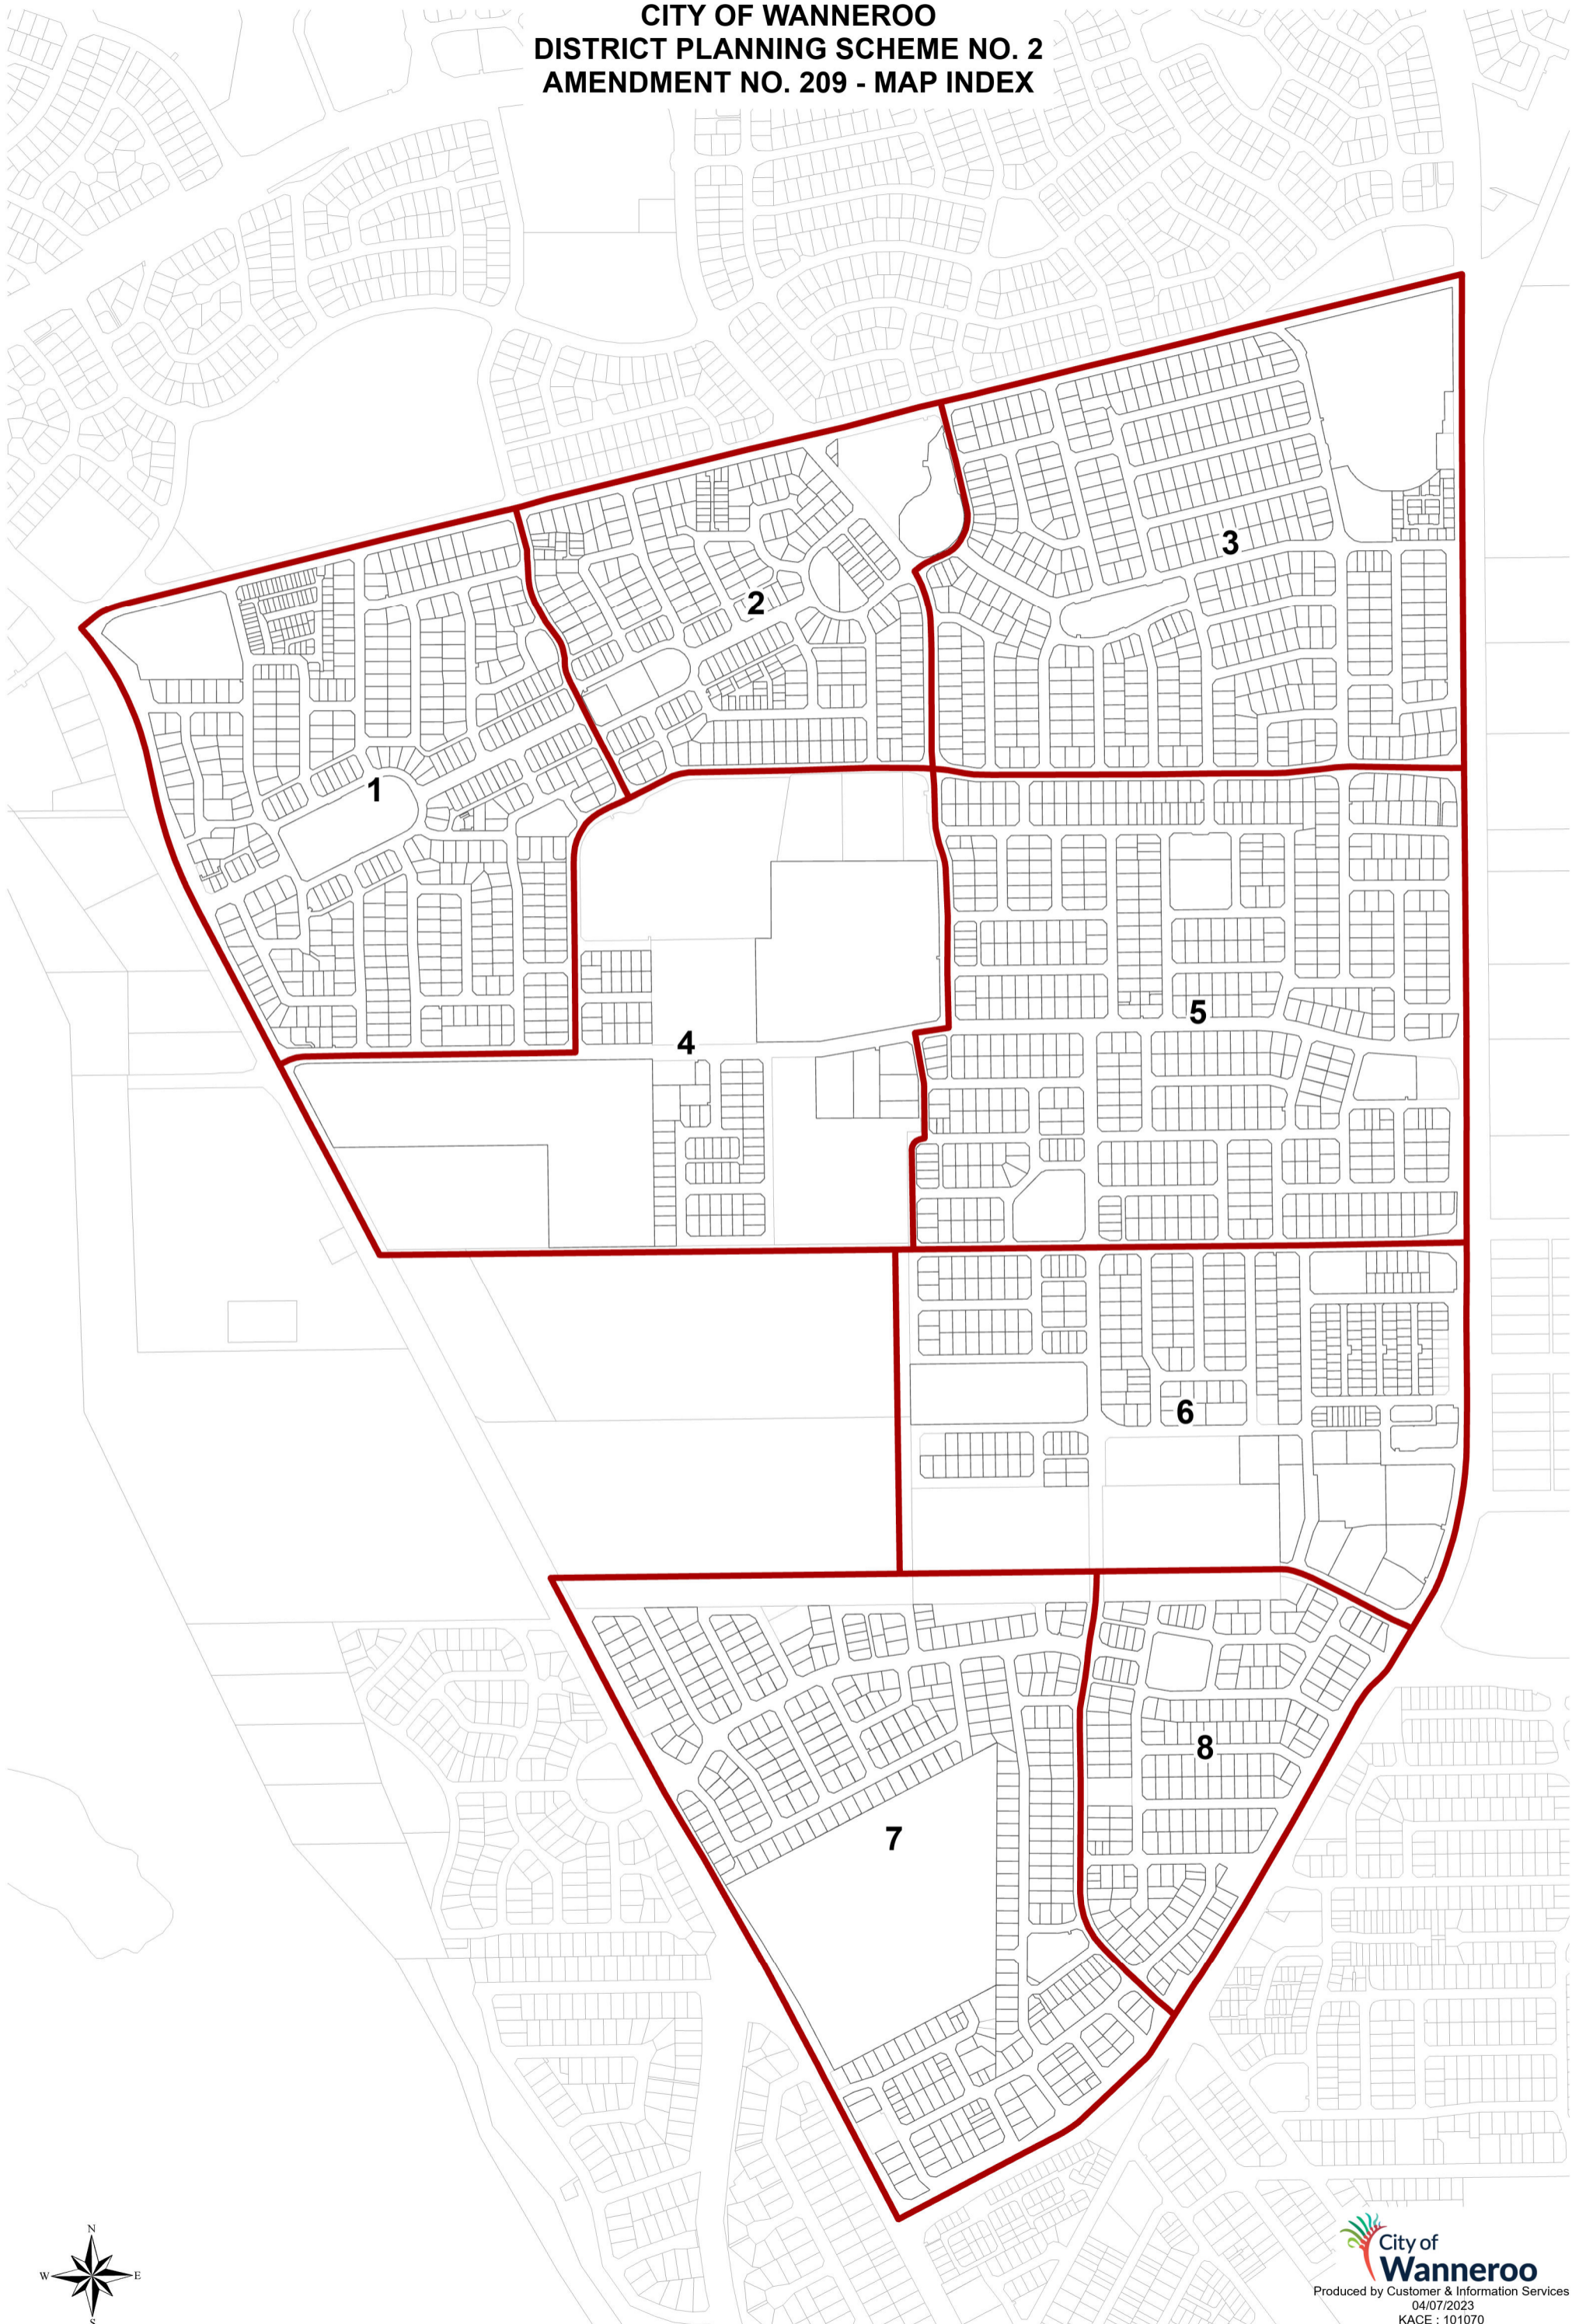 CITY OF WANNEROO
DISTRICT PLANNING SCHEME NO. 2
AMENDMENT NO. 209 - MAP INDEX
3
2
1
5
4
6
8
7
N
W
E
S
City of
Wanneroo
Produced by Customer & Information Services
04/07/2023
KACE : 101070